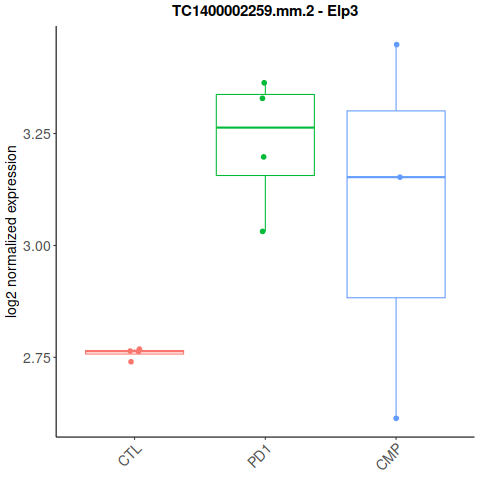 TC1400002259.mm.2 - Elp3
log2 normalized expression
3.25
3.00
2.75
CTL
PD1
CMP